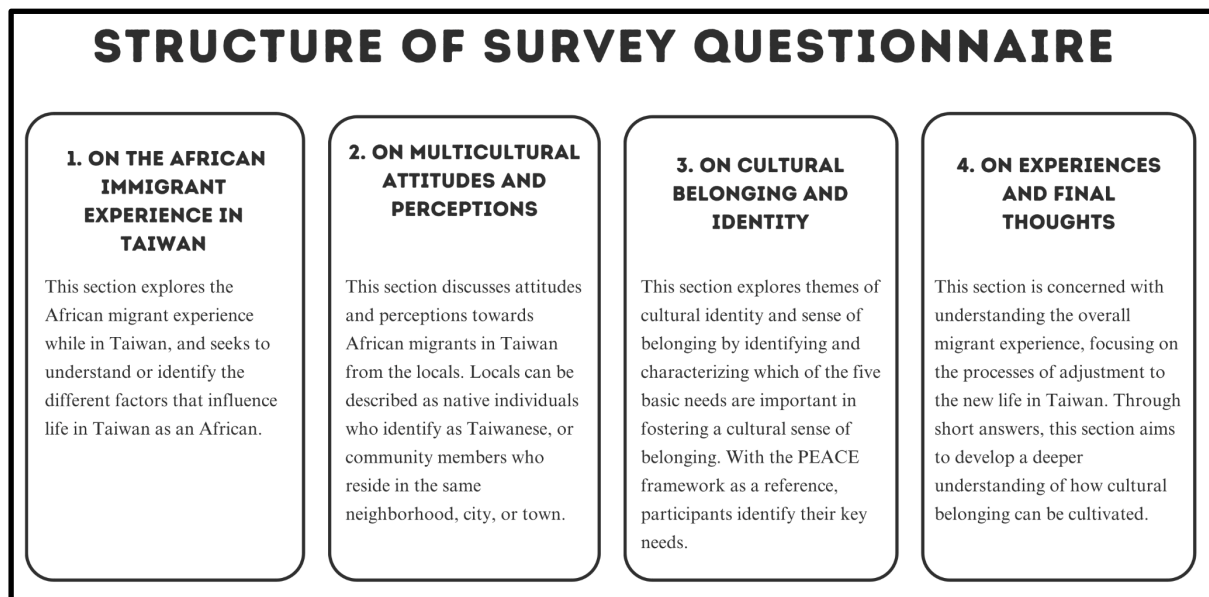 STRUCTURE OF SURVEY QUESTIONNAIRE
1. ON THE AFRICAN
IMMIGRANT
EXPERIENCE IN
TAIWAN
This section explores the
African migrant experience
while in Taiwan, and seeks to
understand or identify the
different factors that influence
life in Taiwan as an African.
2. ON MULTICULTURAL
ATTITUDES AND
PERCEPTIONS
This section discusses attitudes
and perceptions towards
African migrants in Taiwan
from the locals. Locals can be
described as native individuals
who identify as Taiwanese, or
community members who
reside in the same
neighborhood, city, or town.
3. ON CULTURAL
BELONGING AND
IDENTITY
This section explores themes of
cultural identity and sense of
belonging by identifying and
characterizing which of the five
basic needs are important in
fostering a cultural sense of
belonging. With the PEACE
framework as a reference,
participants identify their key
needs.
4. ON EXPERIENCES
AND FINAL
THOUGHTS
This section is concerned with
understanding the overall
migrant experience, focusing on
the processes of adjustment to
the new life in Taiwan. Through
short answers, this section aims
to develop a deeper
understanding of how cultural
belonging can be cultivated.